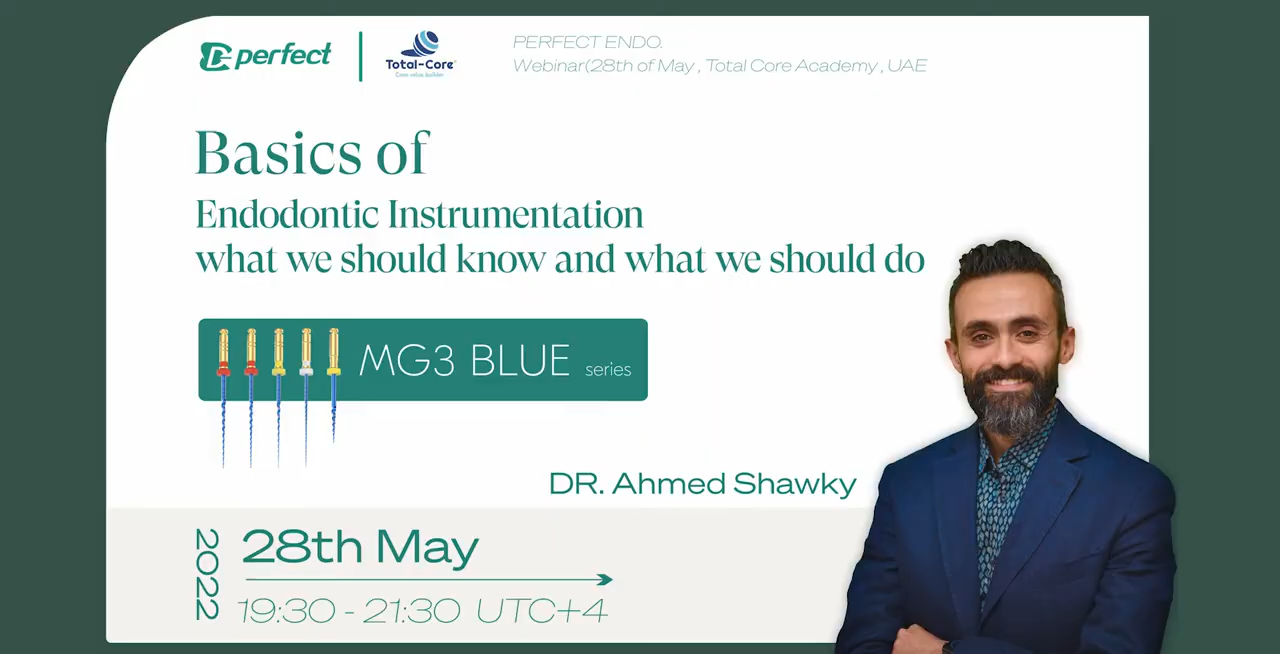 perfect
Total-Core
Core value builder
PERFECT ENDO.
Webinar(28th of May , Total Core Academy , UAE
Basics of
Endodontic Instrumentation
what we should know and what we should do
MG3 BLUE series
DR. Ahmed Shawky
2022
28th May
19:30 - 21:30 UTC+4